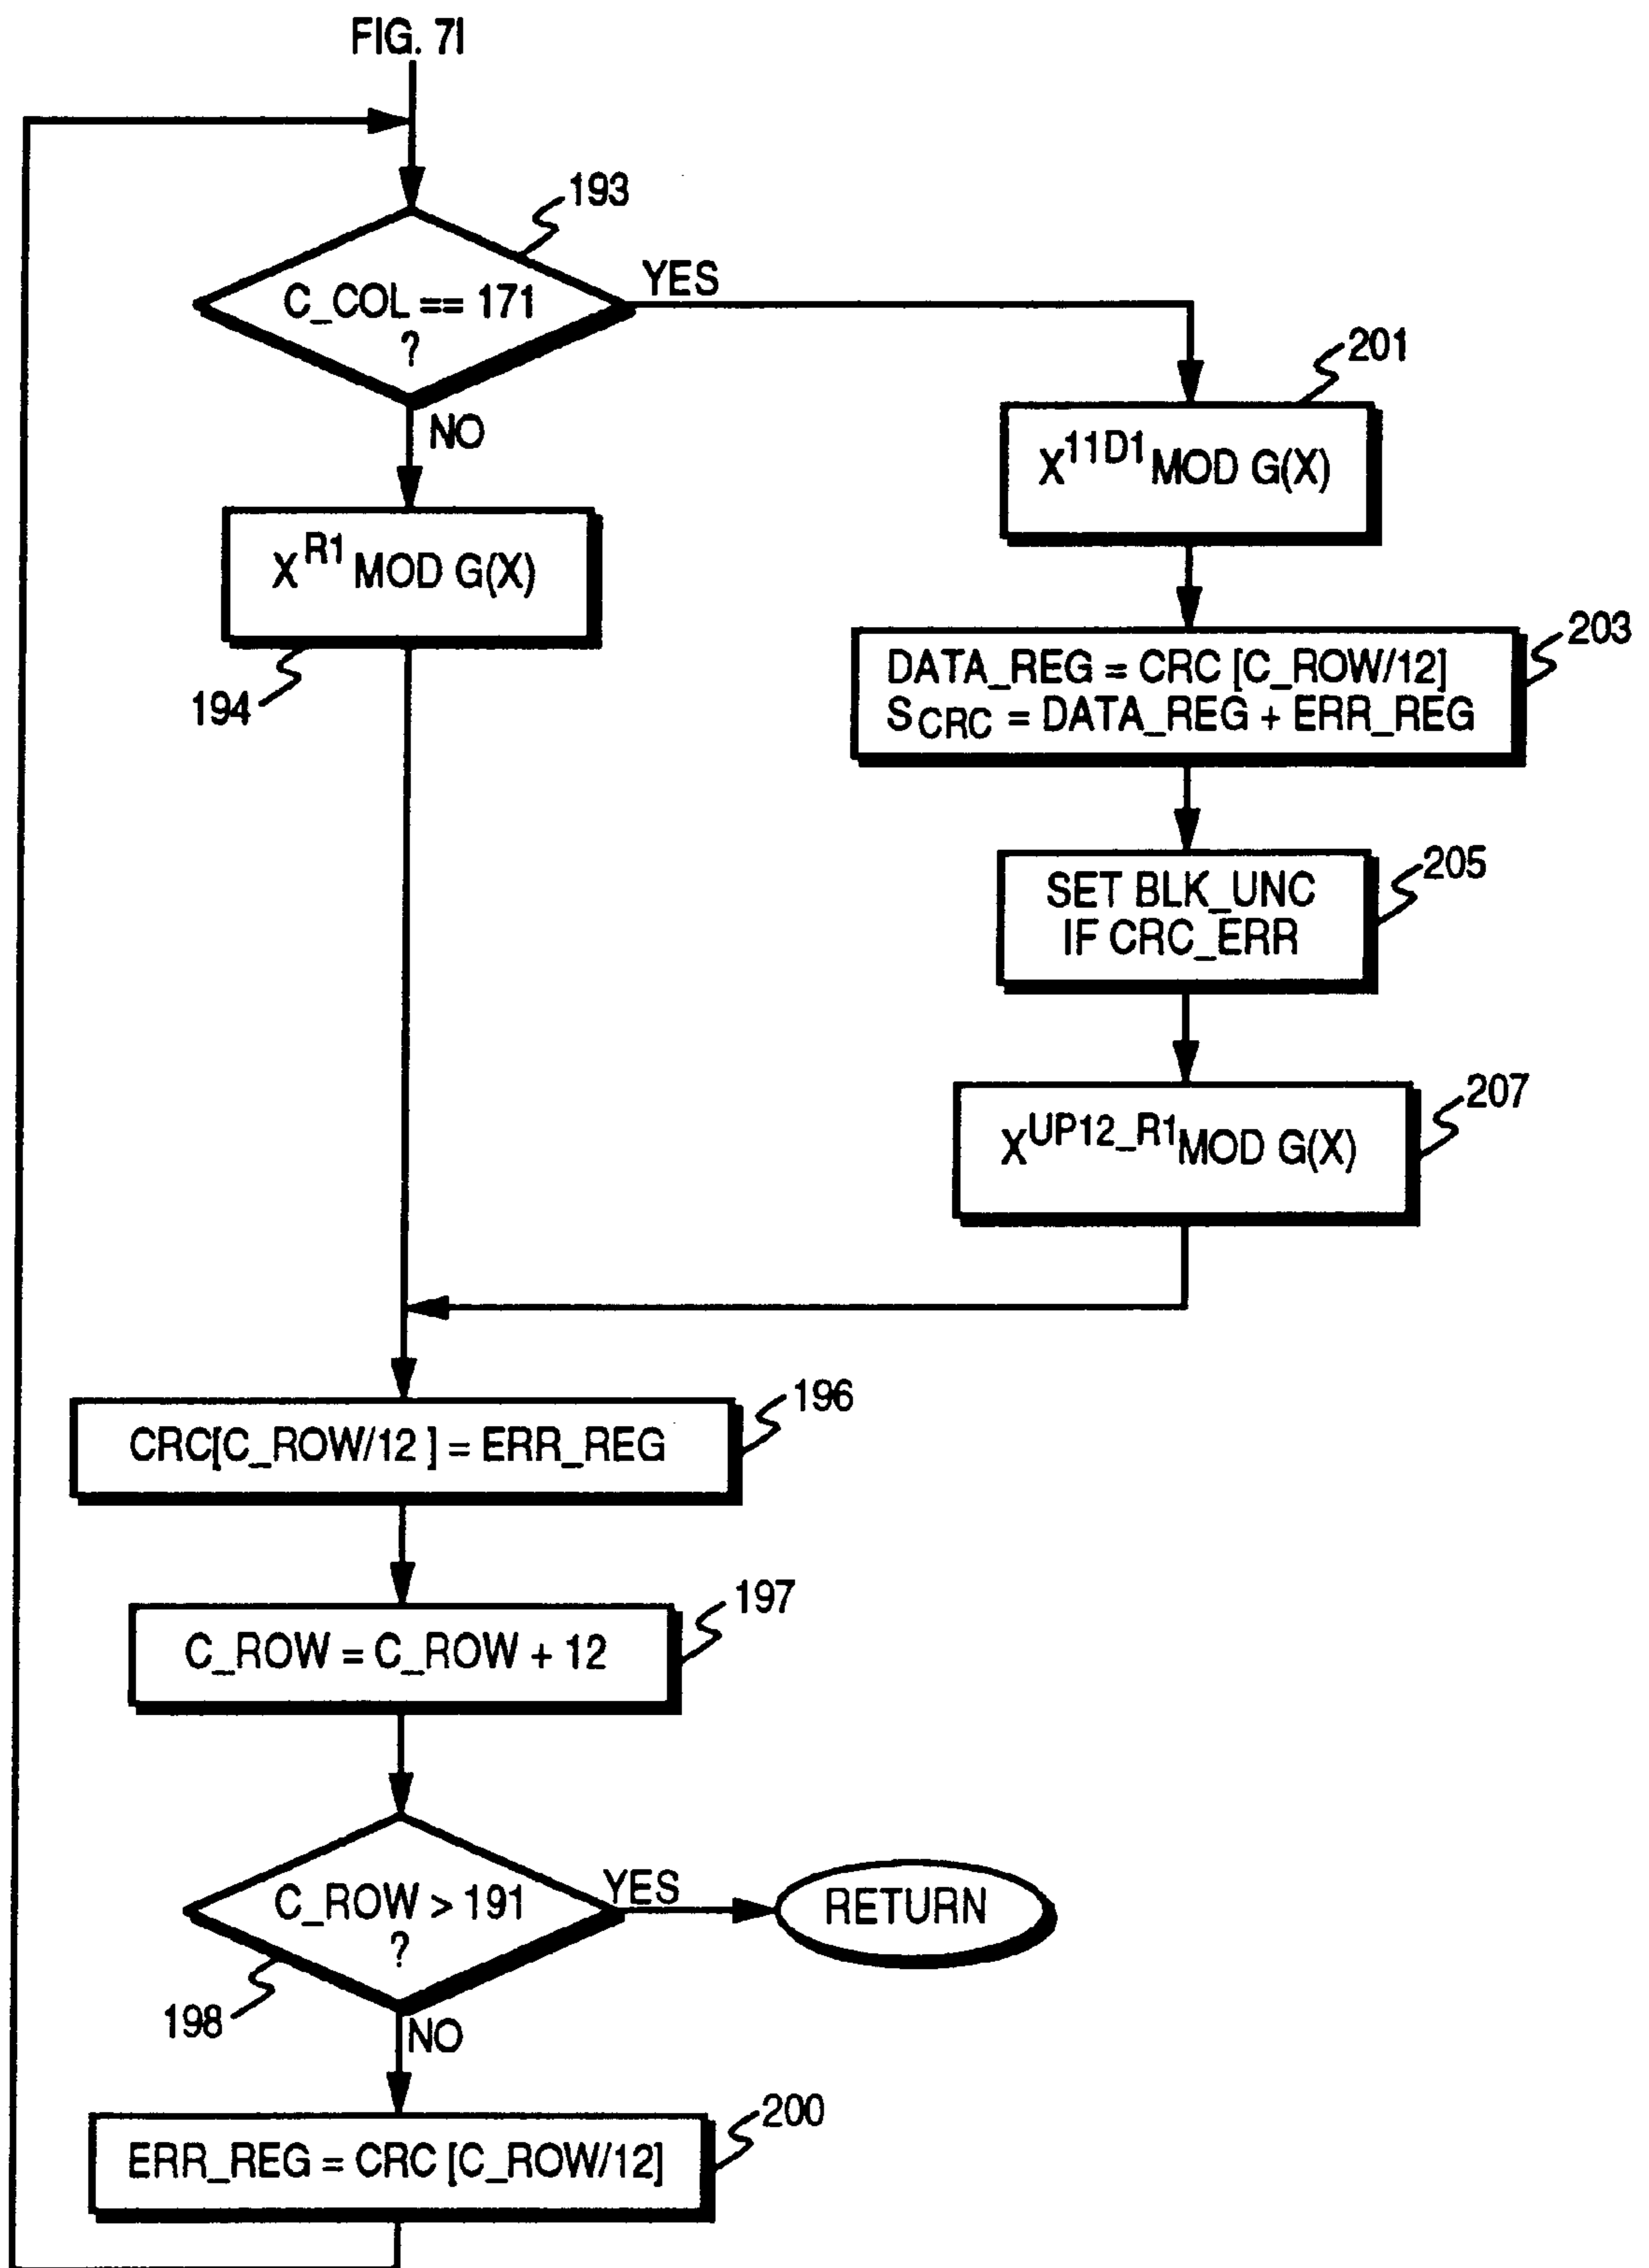 FIG. 7I
193
C_COL == 171
?
YES
NO
201
X^11D1 MOD G(X)
X^R1 MOD G(X)
194
203
DATA_REG = CRC [C_ROW/12]
S_CRC = DATA_REG + ERR_REG
205
SET BLK_UNC
IF CRC_ERR
207
X^UP12_R1 MOD G(X)
196
CRC[C_ROW/12 ] = ERR_REG
197
C_ROW = C_ROW + 12
C_ROW > 191
?
YES
RETURN
198
NO
200
ERR_REG = CRC [C_ROW/12]